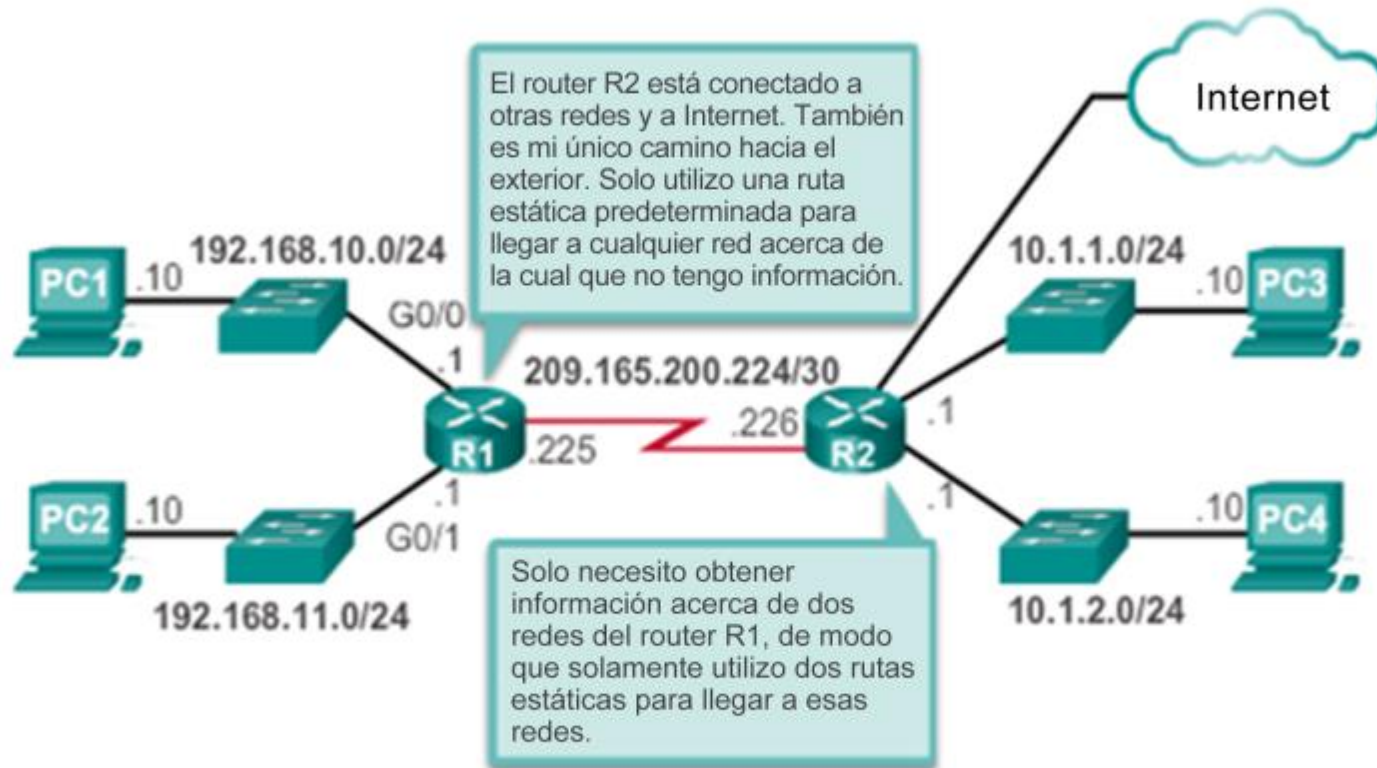 El router R2 está conectado a
otras redes y a Internet. También
es mi único camino hacia el
exterior. Solo utilizo una ruta
estática predeterminada para
llegar a cualquier red acerca de
la cual que no tengo información.
Internet
192.168.10.0/24
10.1.1.0/24
PC1
.10
G0/0
.1
.10
PC3
209.165.200.224/30
R1
.225
.226
R2
.1
.1
PC2
.10
.1
G0/1
192.168.11.0/24
.10
PC4
10.1.2.0/24
Solo necesito obtener
información acerca de dos
redes del router R1, de modo
que solamente utilizo dos rutas
estáticas para llegar a esas
redes.